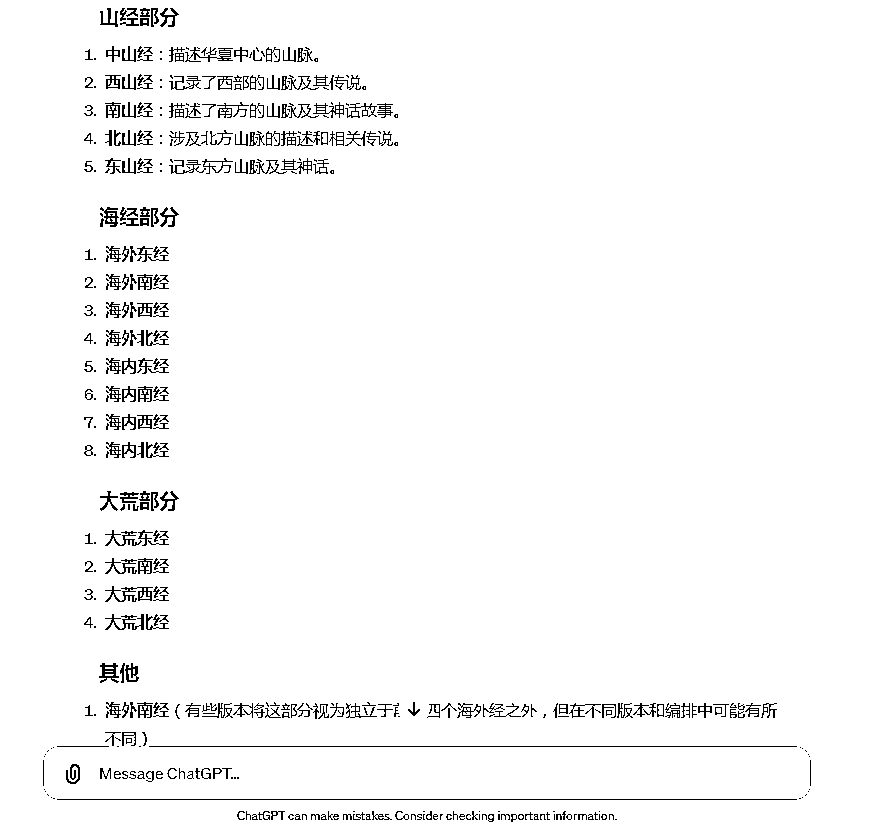 山经部分
1. 中山经：描述华夏中心的山脉。
2. 西山经：记录了西部的山脉及其传说。
3. 南山经：描述了南方的山脉及其神话故事。
4. 北山经：涉及北方山脉的描述和相关传说。
5. 东山经：记录东方山脉及其神话。
海经部分
1. 海外东经
2. 海外南经
3. 海外西经
4. 海外北经
5. 海内东经
6. 海内南经
7. 海内西经
8. 海内北经
大荒部分
1. 大荒东经
2. 大荒南经
3. 大荒西经
4. 大荒北经
其他
1. 海外南经（有些版本将这部分视为独立于 四个海外经之外，但在不同版本和编排中可能有所
不同）
Message ChatGPT...
ChatGPT can make mistakes. Consider checking important information.